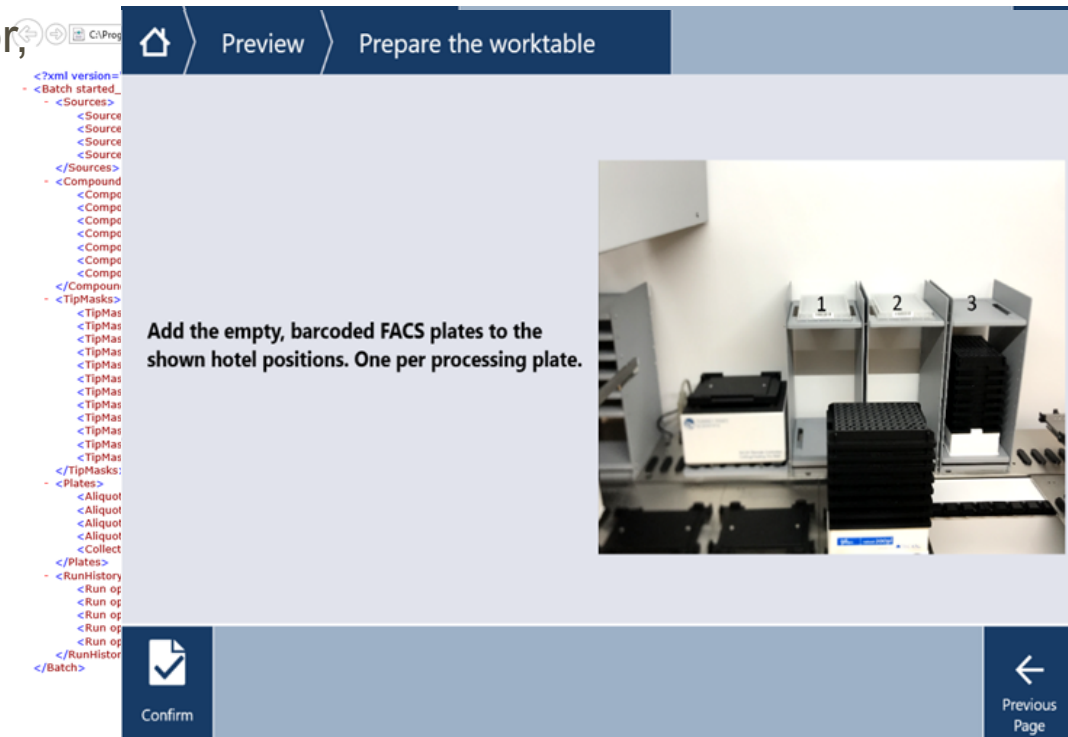 or,
C:\Prog
<?xml version="
- <Batch started_
- <Sources>
<Source
<Source
<Source
<Source
</Sources>
- <Compound
<Compo
<Compo
<Compo
<Compo
<Compo
<Compo
<Compo
</Compoun
- <TipMasks>
<TipMas
<TipMas
<TipMas
<TipMas
<TipMas
<TipMas
<TipMas
<TipMas
<TipMas
<TipMas
<TipMas
<TipMas
</TipMasks>
- <Plates>
<Aliquot
<Aliquot
<Aliquot
<Aliquot
<Collect
</Plates>
- <RunHistory
<Run op
<Run op
<Run op
<Run op
<Run op
</RunHistor
</Batch>
Preview
Prepare the worktable
Add the empty, barcoded FACS plates to the
shown hotel positions. One per processing plate.
1 2 3
Confirm
Previous
Page